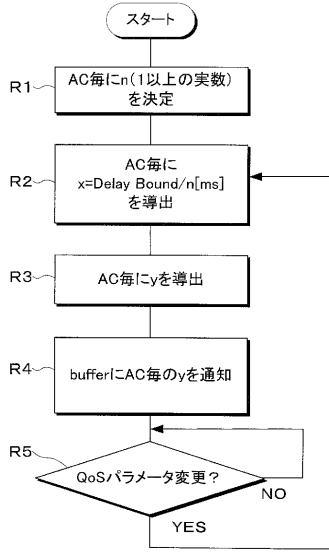 スタート
R1
AC毎にn(1以上の実数)
を決定
R2
AC毎に
x=Delay Bound/n[ms]
を導出
R3
AC毎にyを導出
R4
bufferにAC毎のyを通知
R5
QoSパラメータ変更?
NO
YES